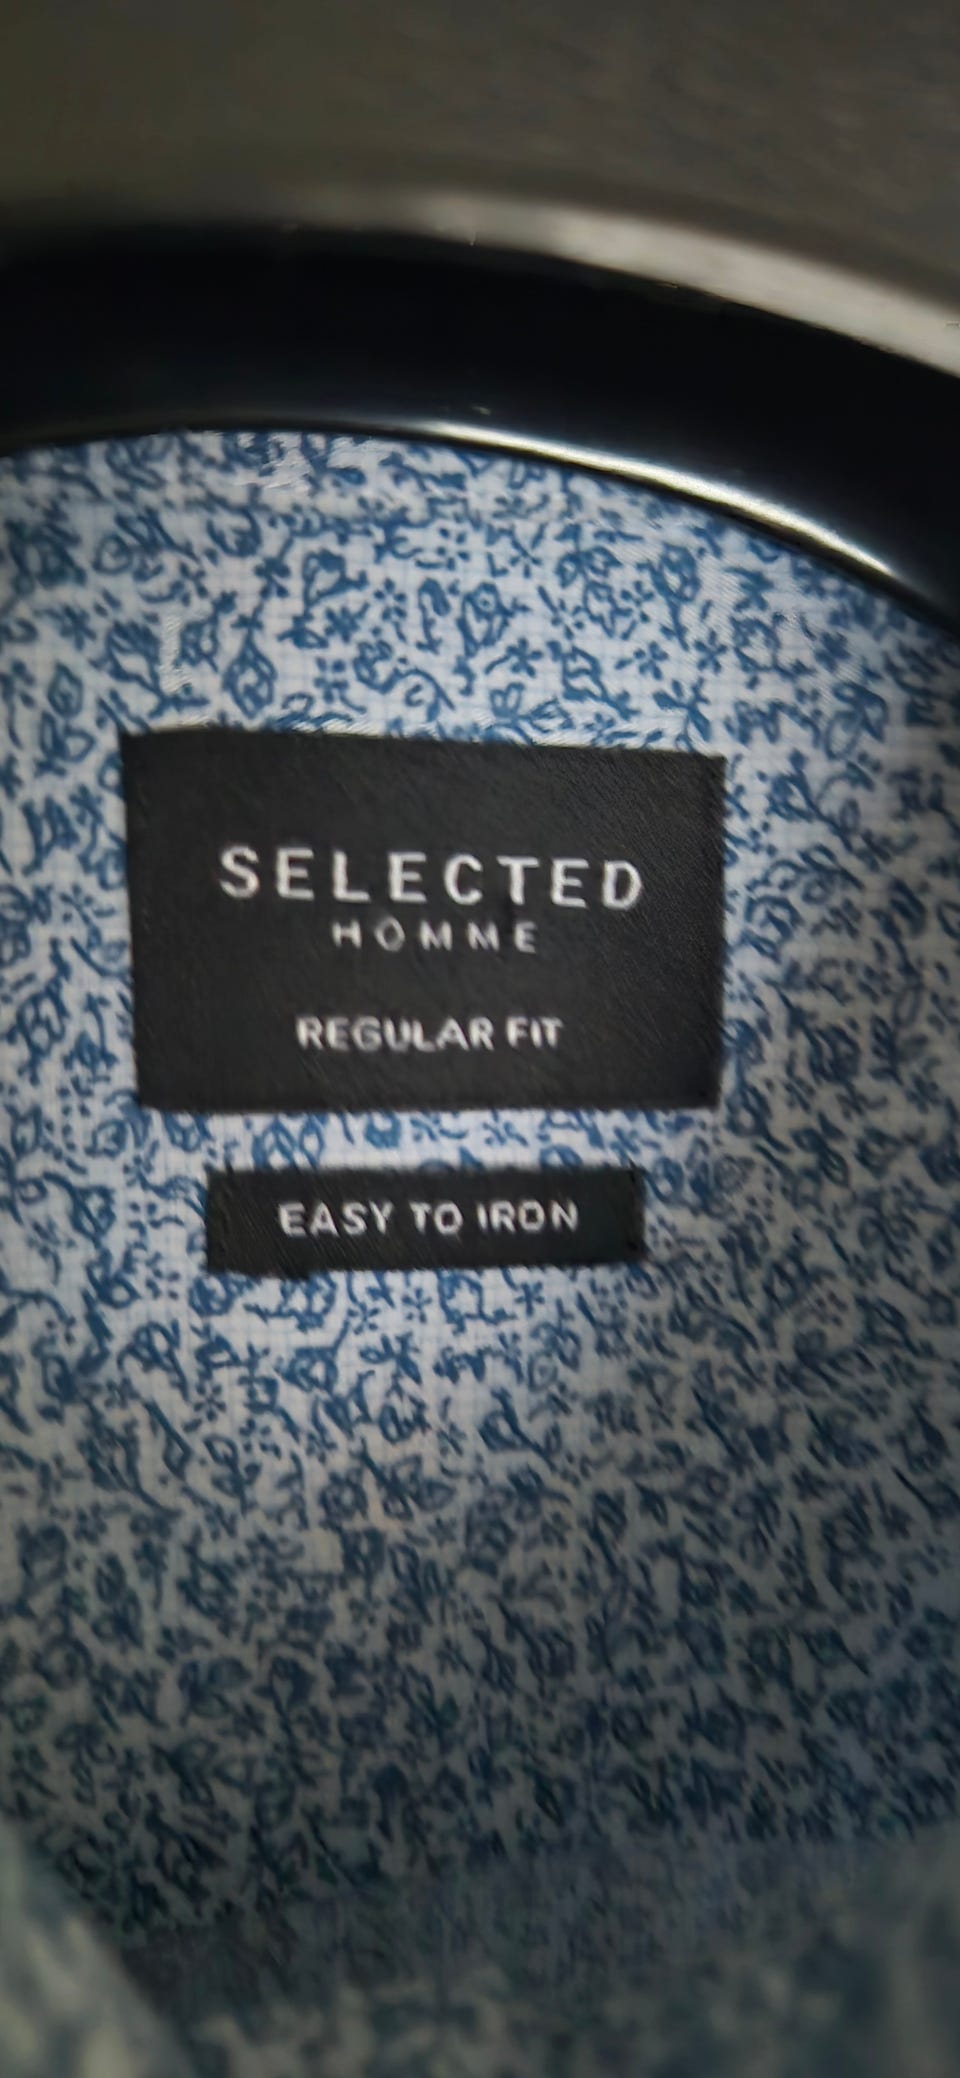 SELECTED
HOMME
REGULAR FIT
EASY TO IRON